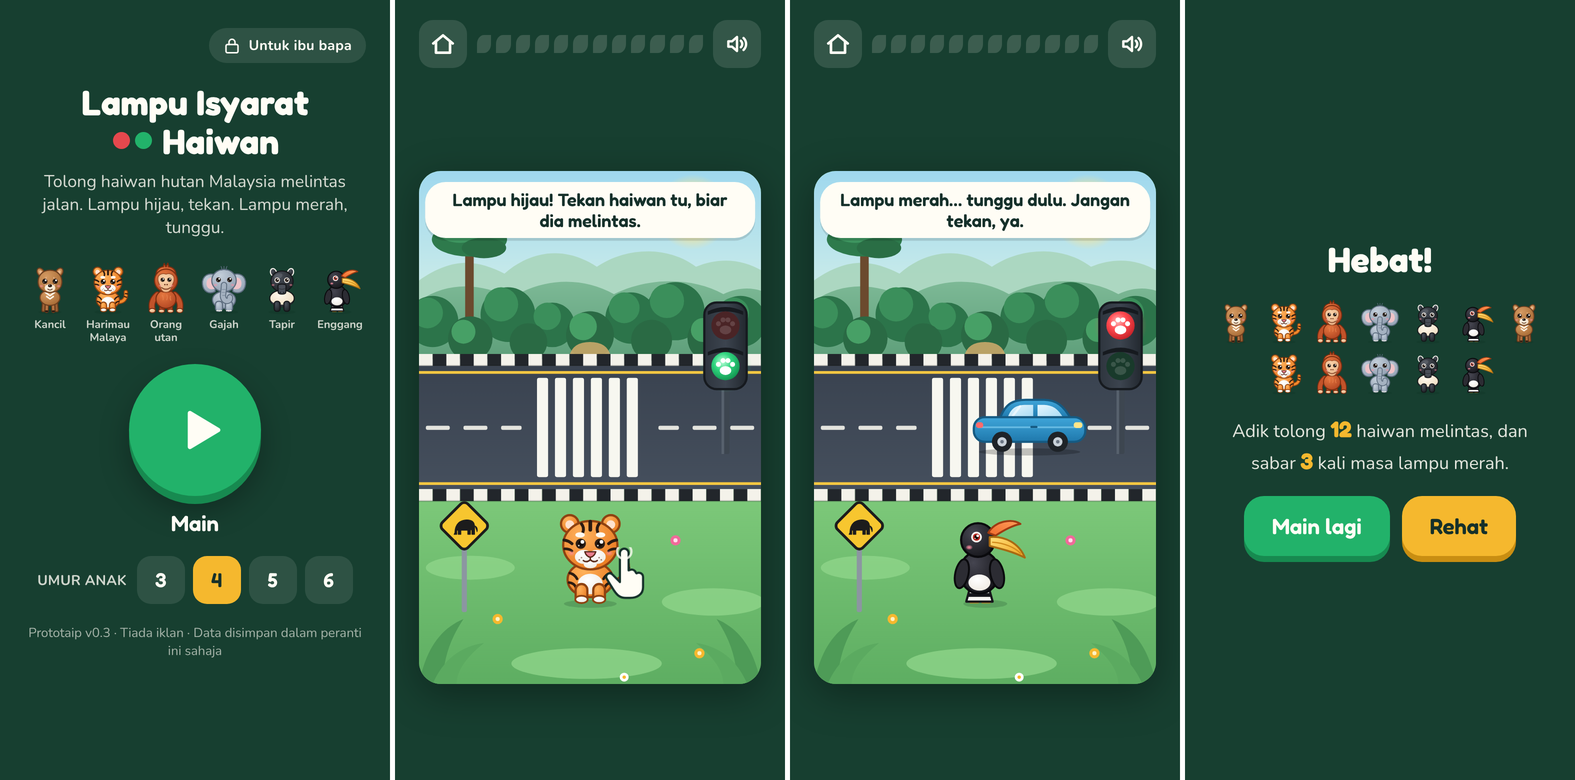 Untuk ibu bapa
Lampu Isyarat
Haiwan
Tolong haiwan hutan Malaysia melintas
jalan. Lampu hijau, tekan. Lampu merah,
tunggu.
Kancil
Harimau
Malaya
Orang
utan
Gajah
Tapir
Enggang
Main
UMUR ANAK
3
4
5
6
Prototaip v0.3 · Tiada iklan · Data disimpan dalam peranti
ini sahaja
Lampu hijau! Tekan haiwan tu, biar
dia melintas.
Lampu merah... tunggu dulu. Jangan
tekan, ya.
Hebat!
Adik tolong 12 haiwan melintas, dan
sabar 3 kali masa lampu merah.
Main lagi
Rehat